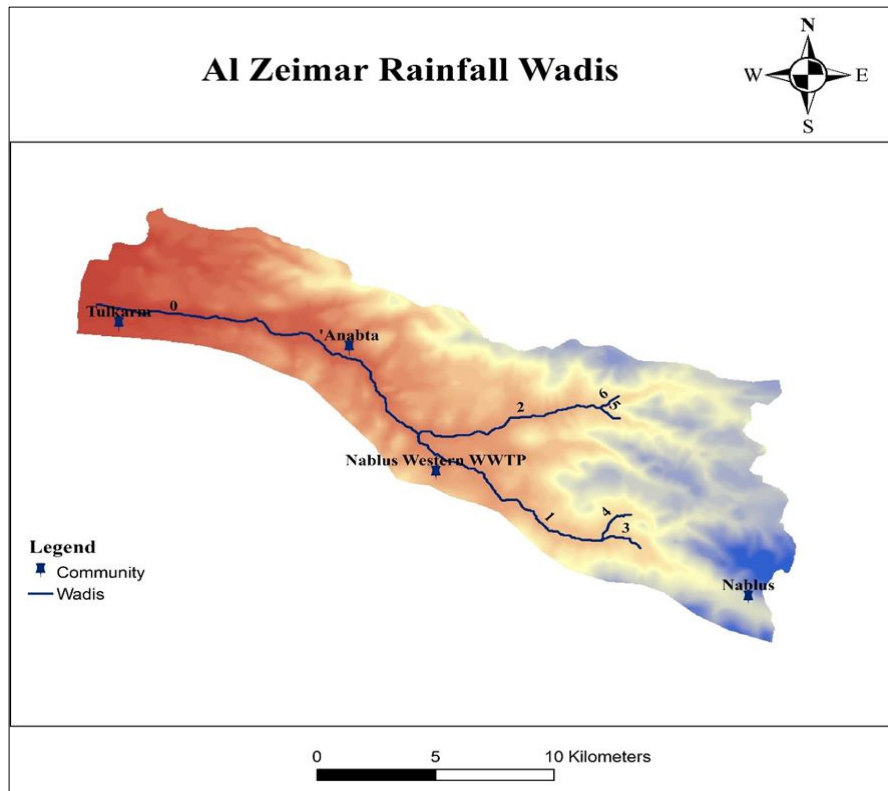 Al Zeimar Rainfall Wadis
N
W E
S
0
Tulkarm
'Anabta
6
5
2
Nablus Western WWTP
1
4
3
Nablus
Legend
Community
Wadis
0 5 10 Kilometers